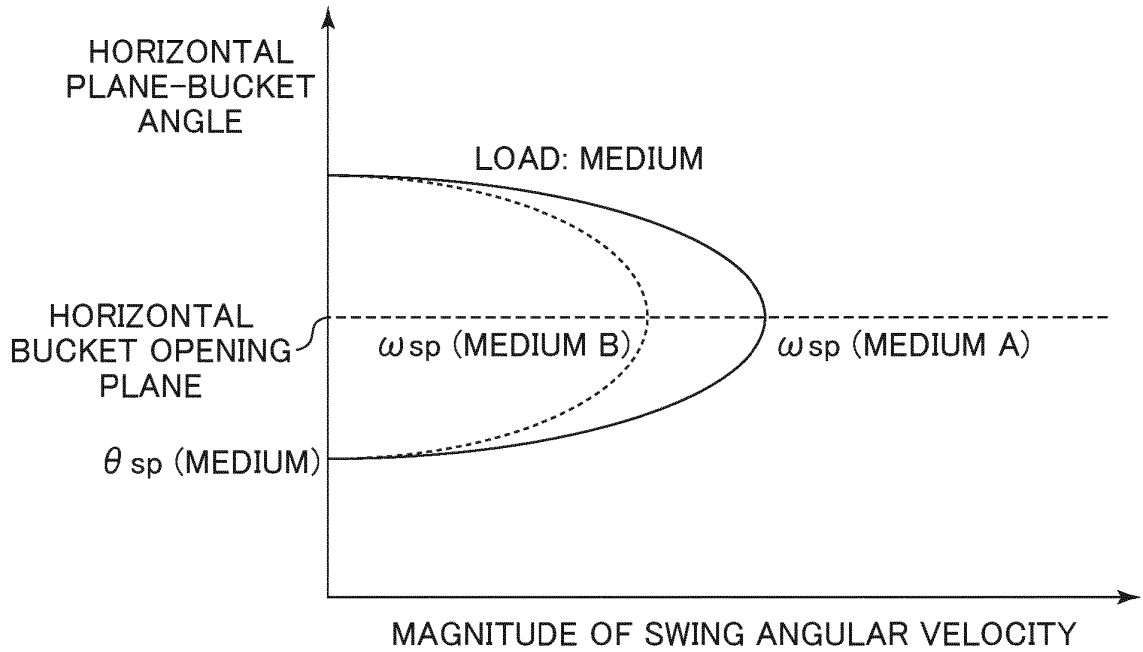 HORIZONTAL
PLANE-BUCKET
ANGLE
LOAD: MEDIUM
HORIZONTAL
BUCKET OPENING
PLANE
ωsp (MEDIUM B)
ωsp (MEDIUM A)
θsp (MEDIUM)
MAGNITUDE OF SWING ANGULAR VELOCITY